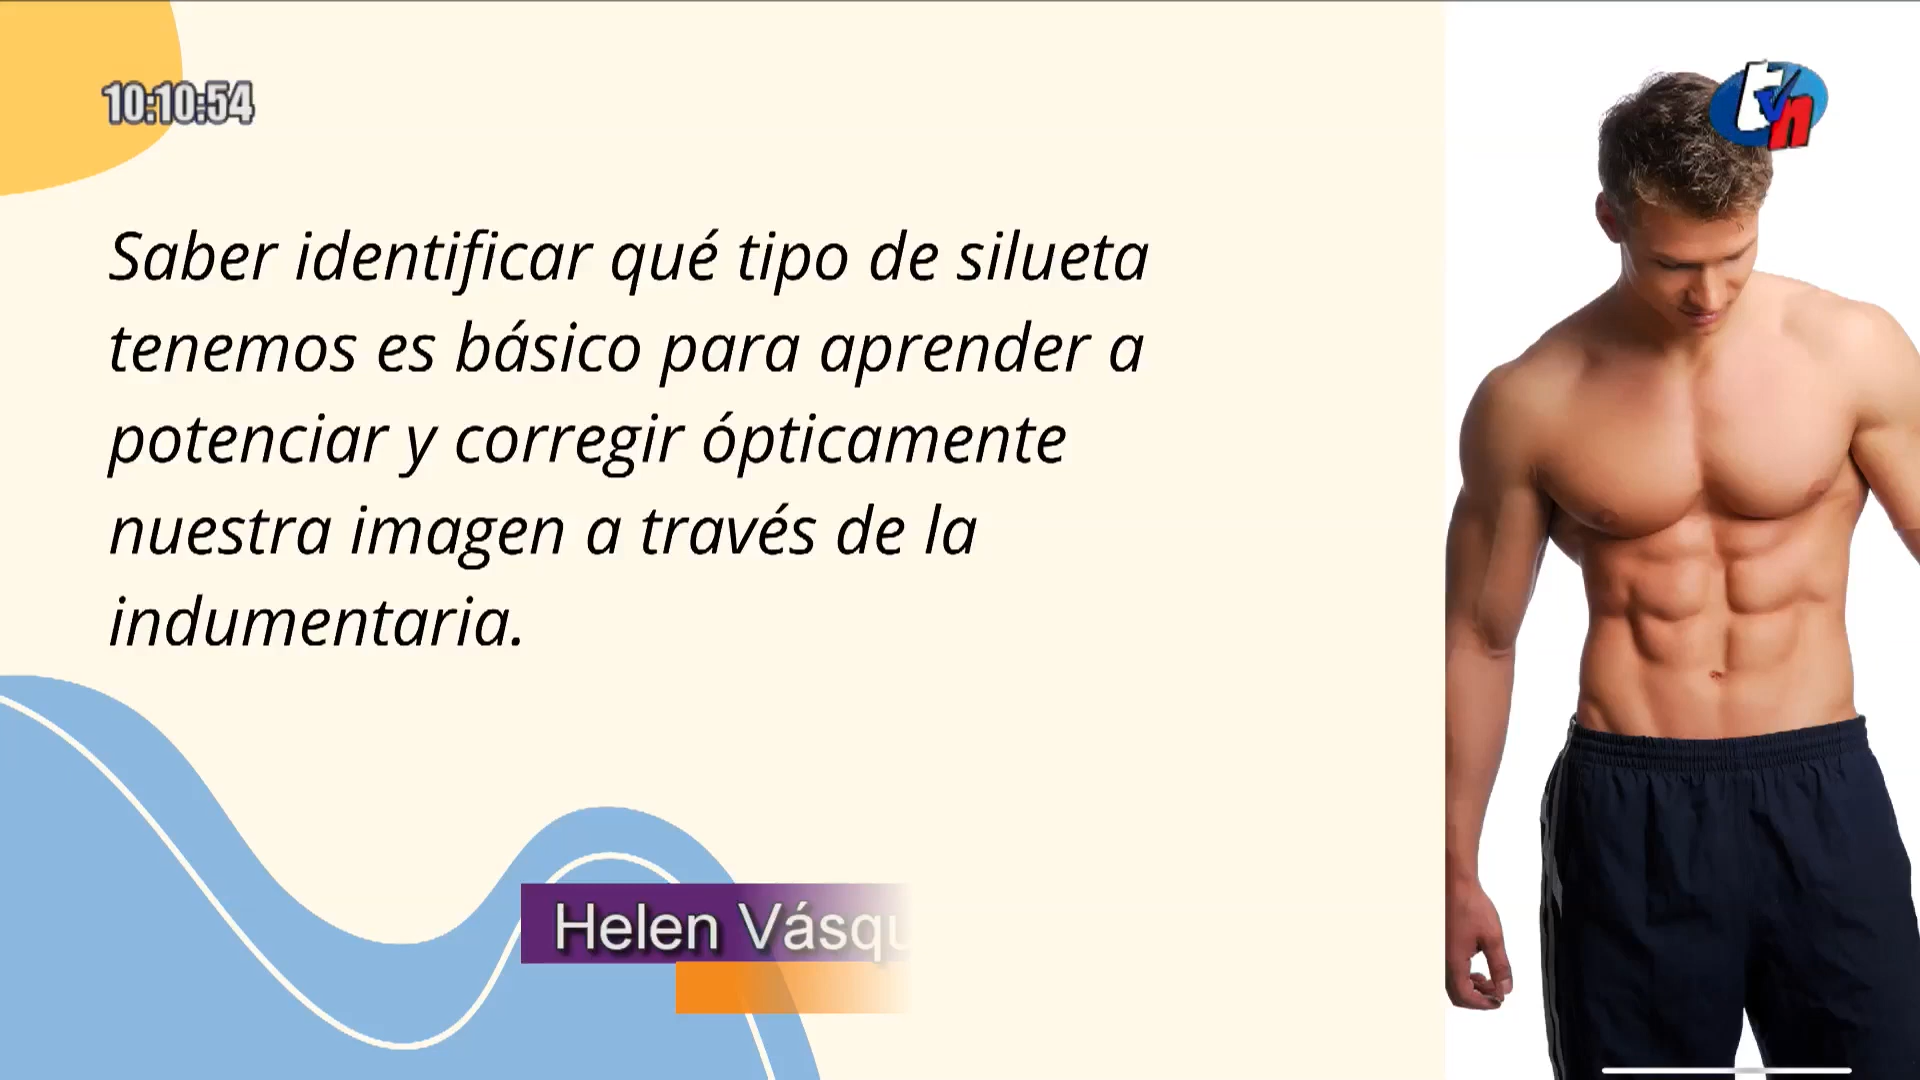 10:10:54
tvn
Saber identificar qué tipo de silueta
tenemos es básico para aprender a
potenciar y corregir ópticamente
nuestra imagen a través de la
indumentaria.
Helen